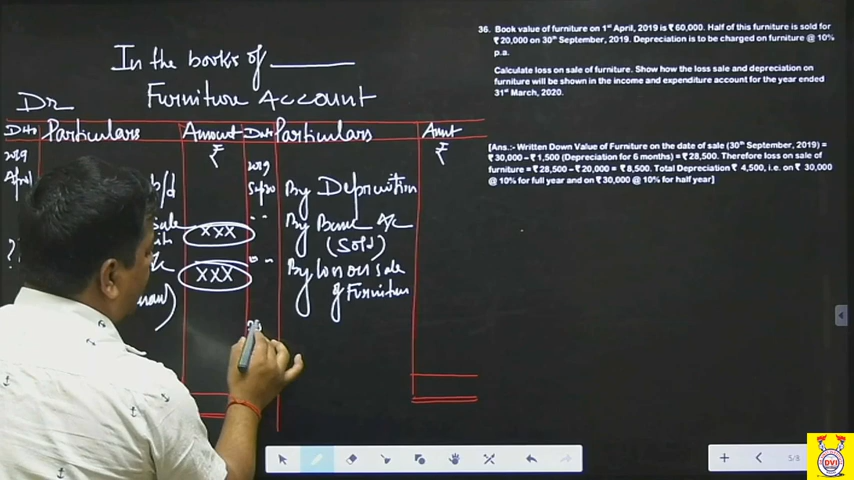 36. Book value of furniture on 1st April, 2019 is ₹ 60,000. Half of this furniture is sold for
₹ 20,000 on 30th September, 2019. Depreciation is to be charged on furniture @ 10%
p.a.
Calculate loss on sale of furniture. Show how the loss sale and depreciation on
furniture will be shown in the income and expenditure account for the year ended
31st March, 2020.
[Ans.:- Written Down Value of Furniture on the date of sale (30th September, 2019) =
₹ 30,000 – ₹ 1,500 (Depreciation for 6 months) = ₹ 28,500. Therefore loss on sale of
furniture = ₹ 28,500 – ₹ 20,000 = ₹ 8,500. Total Depreciation ₹ 4,500, i.e. on ₹ 30,000
@ 10% for full year and on ₹ 30,000 @ 10% for half year]
In the books of
Dr Furniture Account
Date Particulars Amount Date Particulars Amnt
₹ ₹
2019 2019
April b/d Sep30 By Depreciation
sale XXX " By Bank A/c
(Sold)
?? XXX " By loss on sale
of Furniture
5/8
DVJ